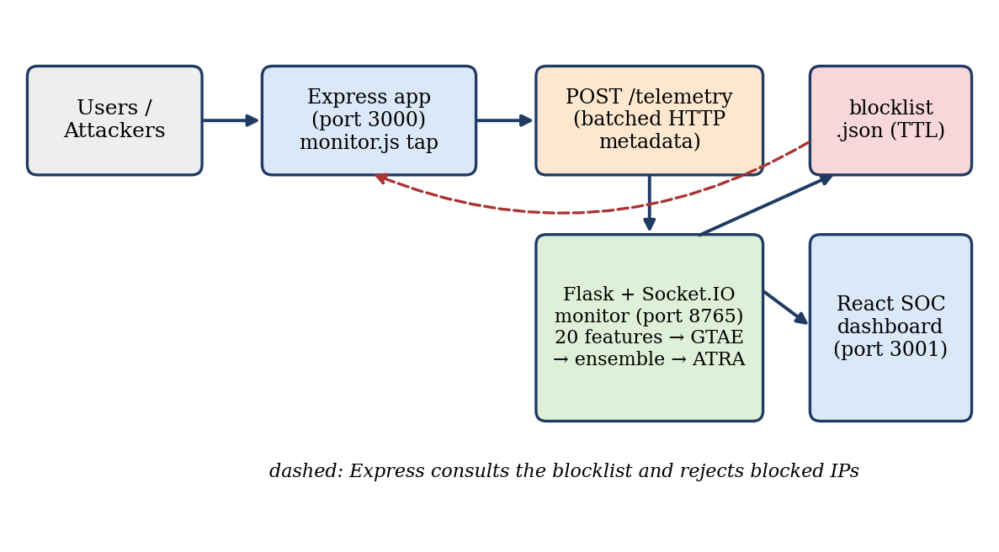 Users /
Attackers
Express app
(port 3000)
monitor.js tap
POST /telemetry
(batched HTTP
metadata)
blocklist
.json (TTL)
Flask + Socket.IO
monitor (port 8765)
20 features → GTAE
→ ensemble → ATRA
React SOC
dashboard
(port 3001)
dashed: Express consults the blocklist and rejects blocked IPs